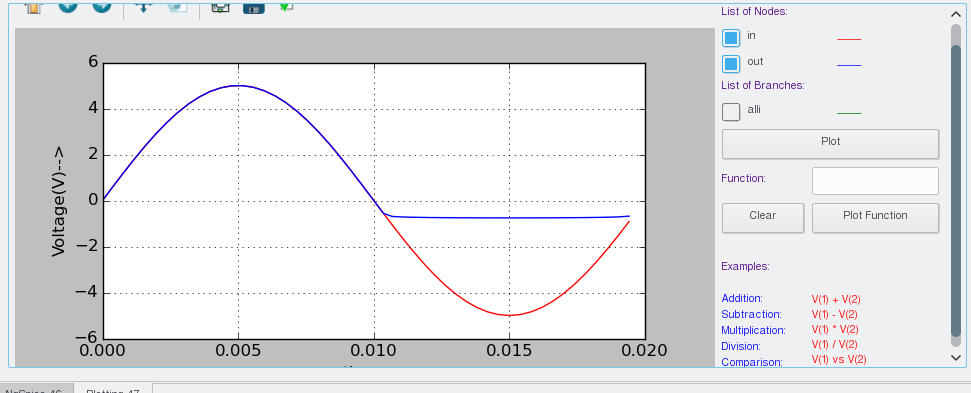 List of Nodes:
in
out
List of Branches:
alli
Plot
Function:
Clear
Plot Function
Examples:
Addition: V(1) + V(2)
Subtraction: V(1) - V(2)
Multiplication: V(1) * V(2)
Division: V(1) / V(2)
Comparison: V(1) vs V(2)
Voltage(V)-->
6
4
2
0
−2
−4
−6
0.000 0.005 0.010 0.015 0.020
Plotting-47